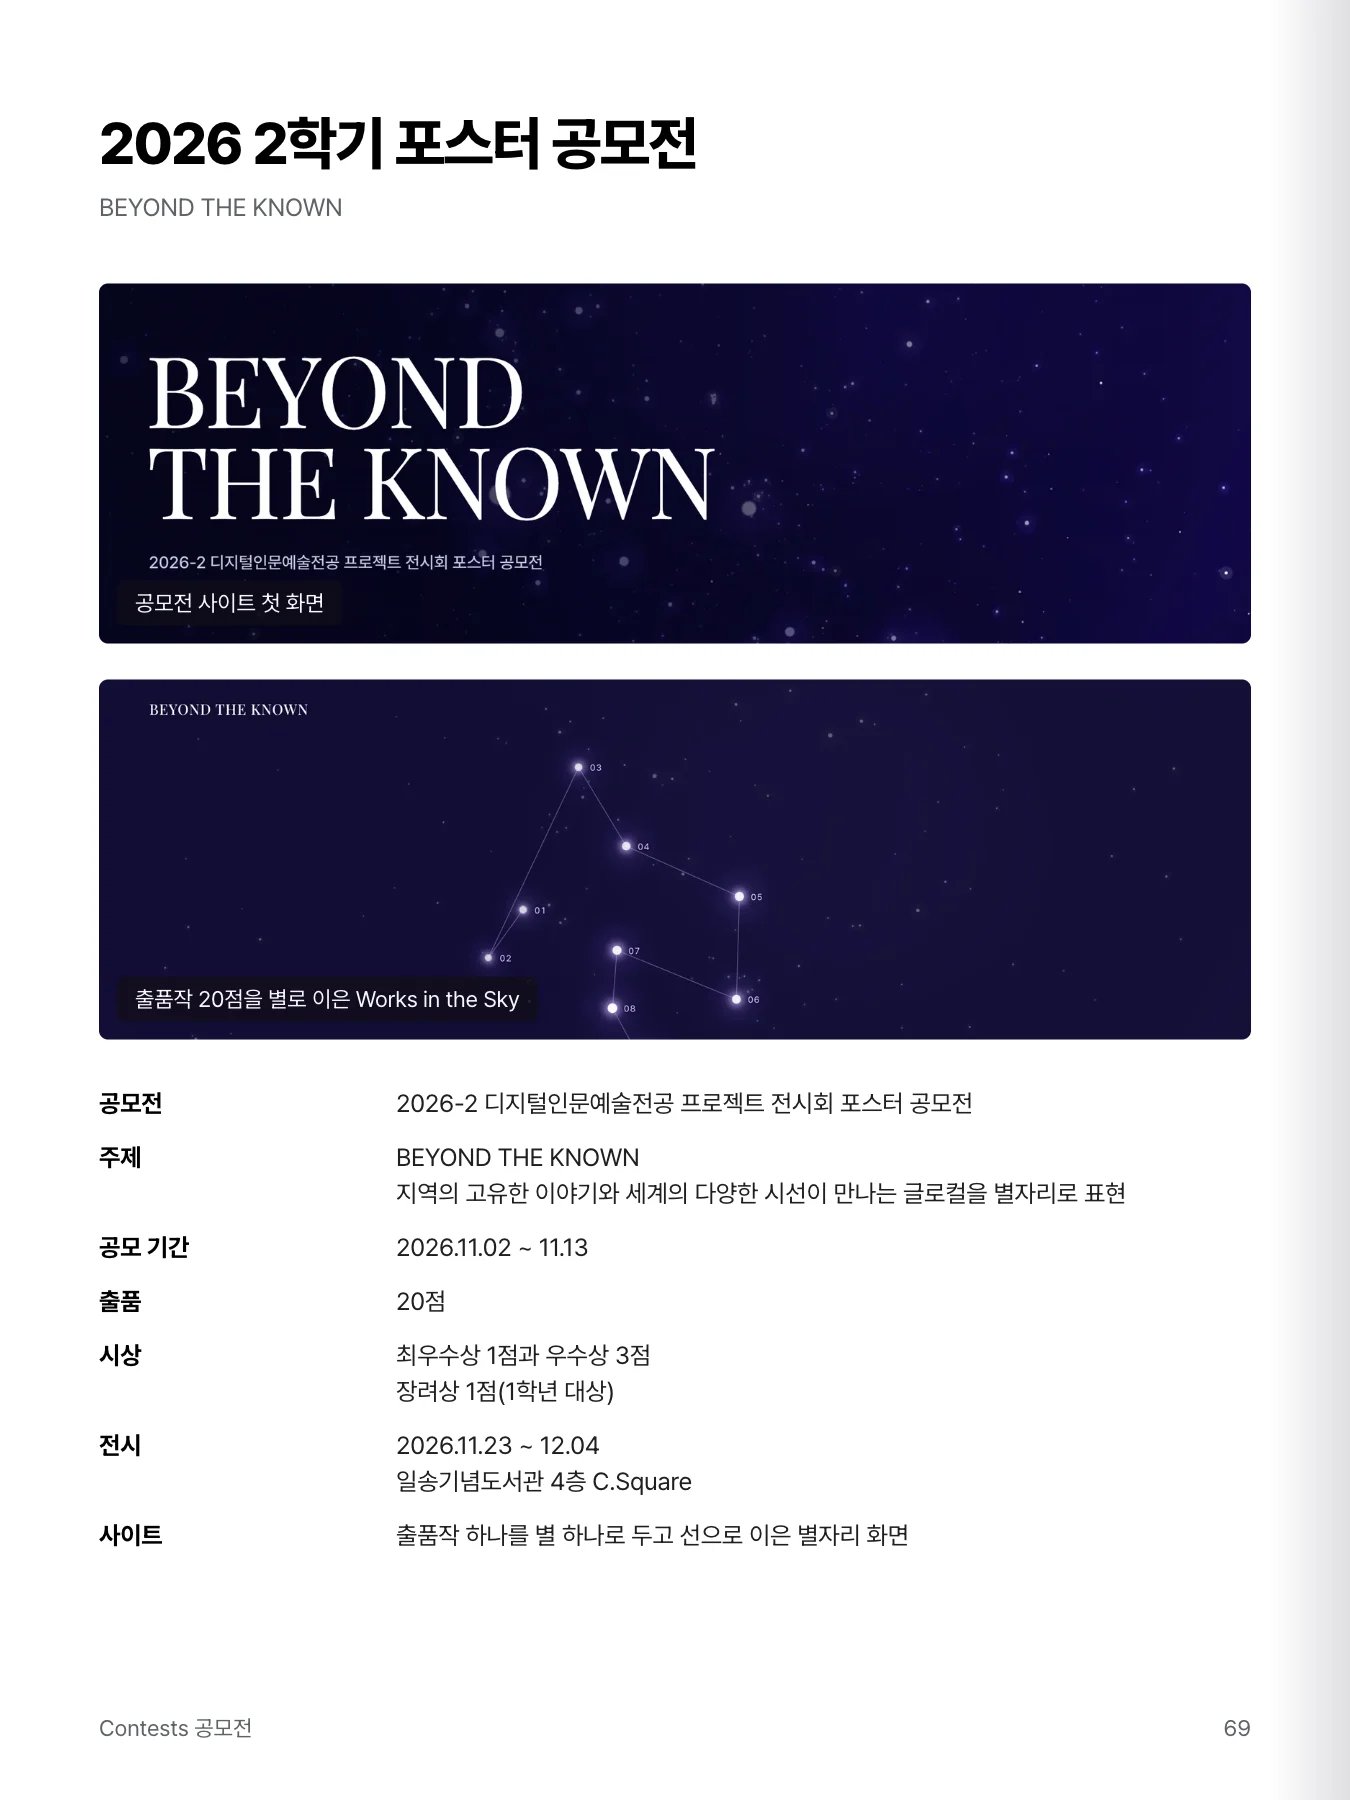 2026 2학기 포스터 공모전
BEYOND THE KNOWN
BEYOND
THE KNOWN
2026-2 디지털인문예술전공 프로젝트 전시회 포스터 공모전
공모전 사이트 첫 화면
BEYOND THE KNOWN
03
04
05
01
07
02
06
08
출품작 20점을 별로 이은 Works in the Sky
공모전 2026-2 디지털인문예술전공 프로젝트 전시회 포스터 공모전
주제 BEYOND THE KNOWN
지역의 고유한 이야기와 세계의 다양한 시선이 만나는 글로컬을 별자리로 표현
공모 기간 2026.11.02 ~ 11.13
출품 20점
시상 최우수상 1점과 우수상 3점
장려상 1점(1학년 대상)
전시 2026.11.23 ~ 12.04
일송기념도서관 4층 C.Square
사이트 출품작 하나를 별 하나로 두고 선으로 이은 별자리 화면
Contests 공모전
69